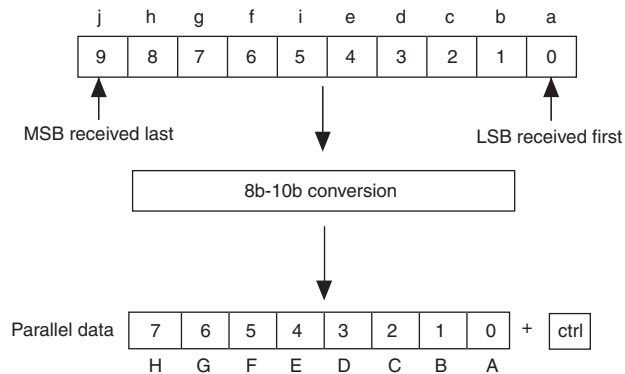 j h g f i e d c b a
9 8 7 6 5 4 3 2 1 0
MSB received last LSB received first
8b-10b conversion
Parallel data 7 6 5 4 3 2 1 0 + ctrl
H G F E D C B A